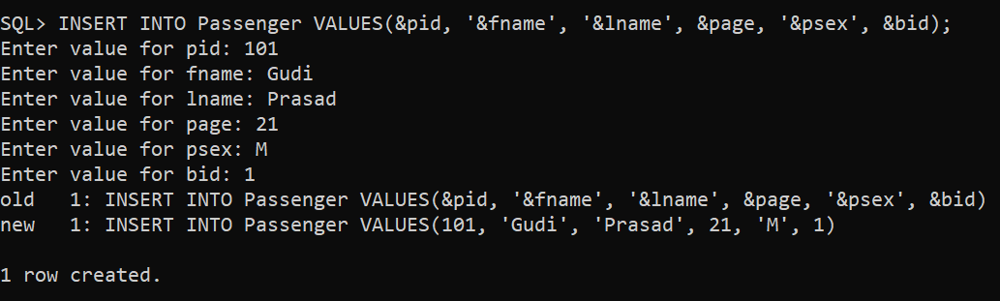 SQL> INSERT INTO Passenger VALUES(&pid, '&fname', '&lname', &page, '&psex', &bid);
Enter value for pid: 101
Enter value for fname: Gudi
Enter value for lname: Prasad
Enter value for page: 21
Enter value for psex: M
Enter value for bid: 1
old   1: INSERT INTO Passenger VALUES(&pid, '&fname', '&lname', &page, '&psex', &bid)
new   1: INSERT INTO Passenger VALUES(101, 'Gudi', 'Prasad', 21, 'M', 1)
1 row created.